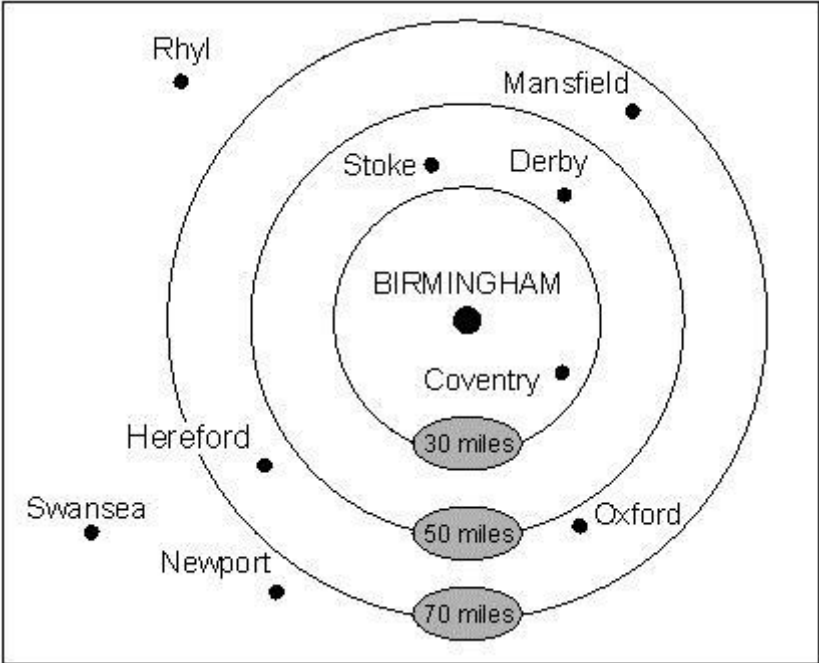 Rhyl
Mansfield
Stoke
Derby
BIRMINGHAM
Coventry
Hereford
30 miles
Swansea
50 miles
Oxford
Newport
70 miles